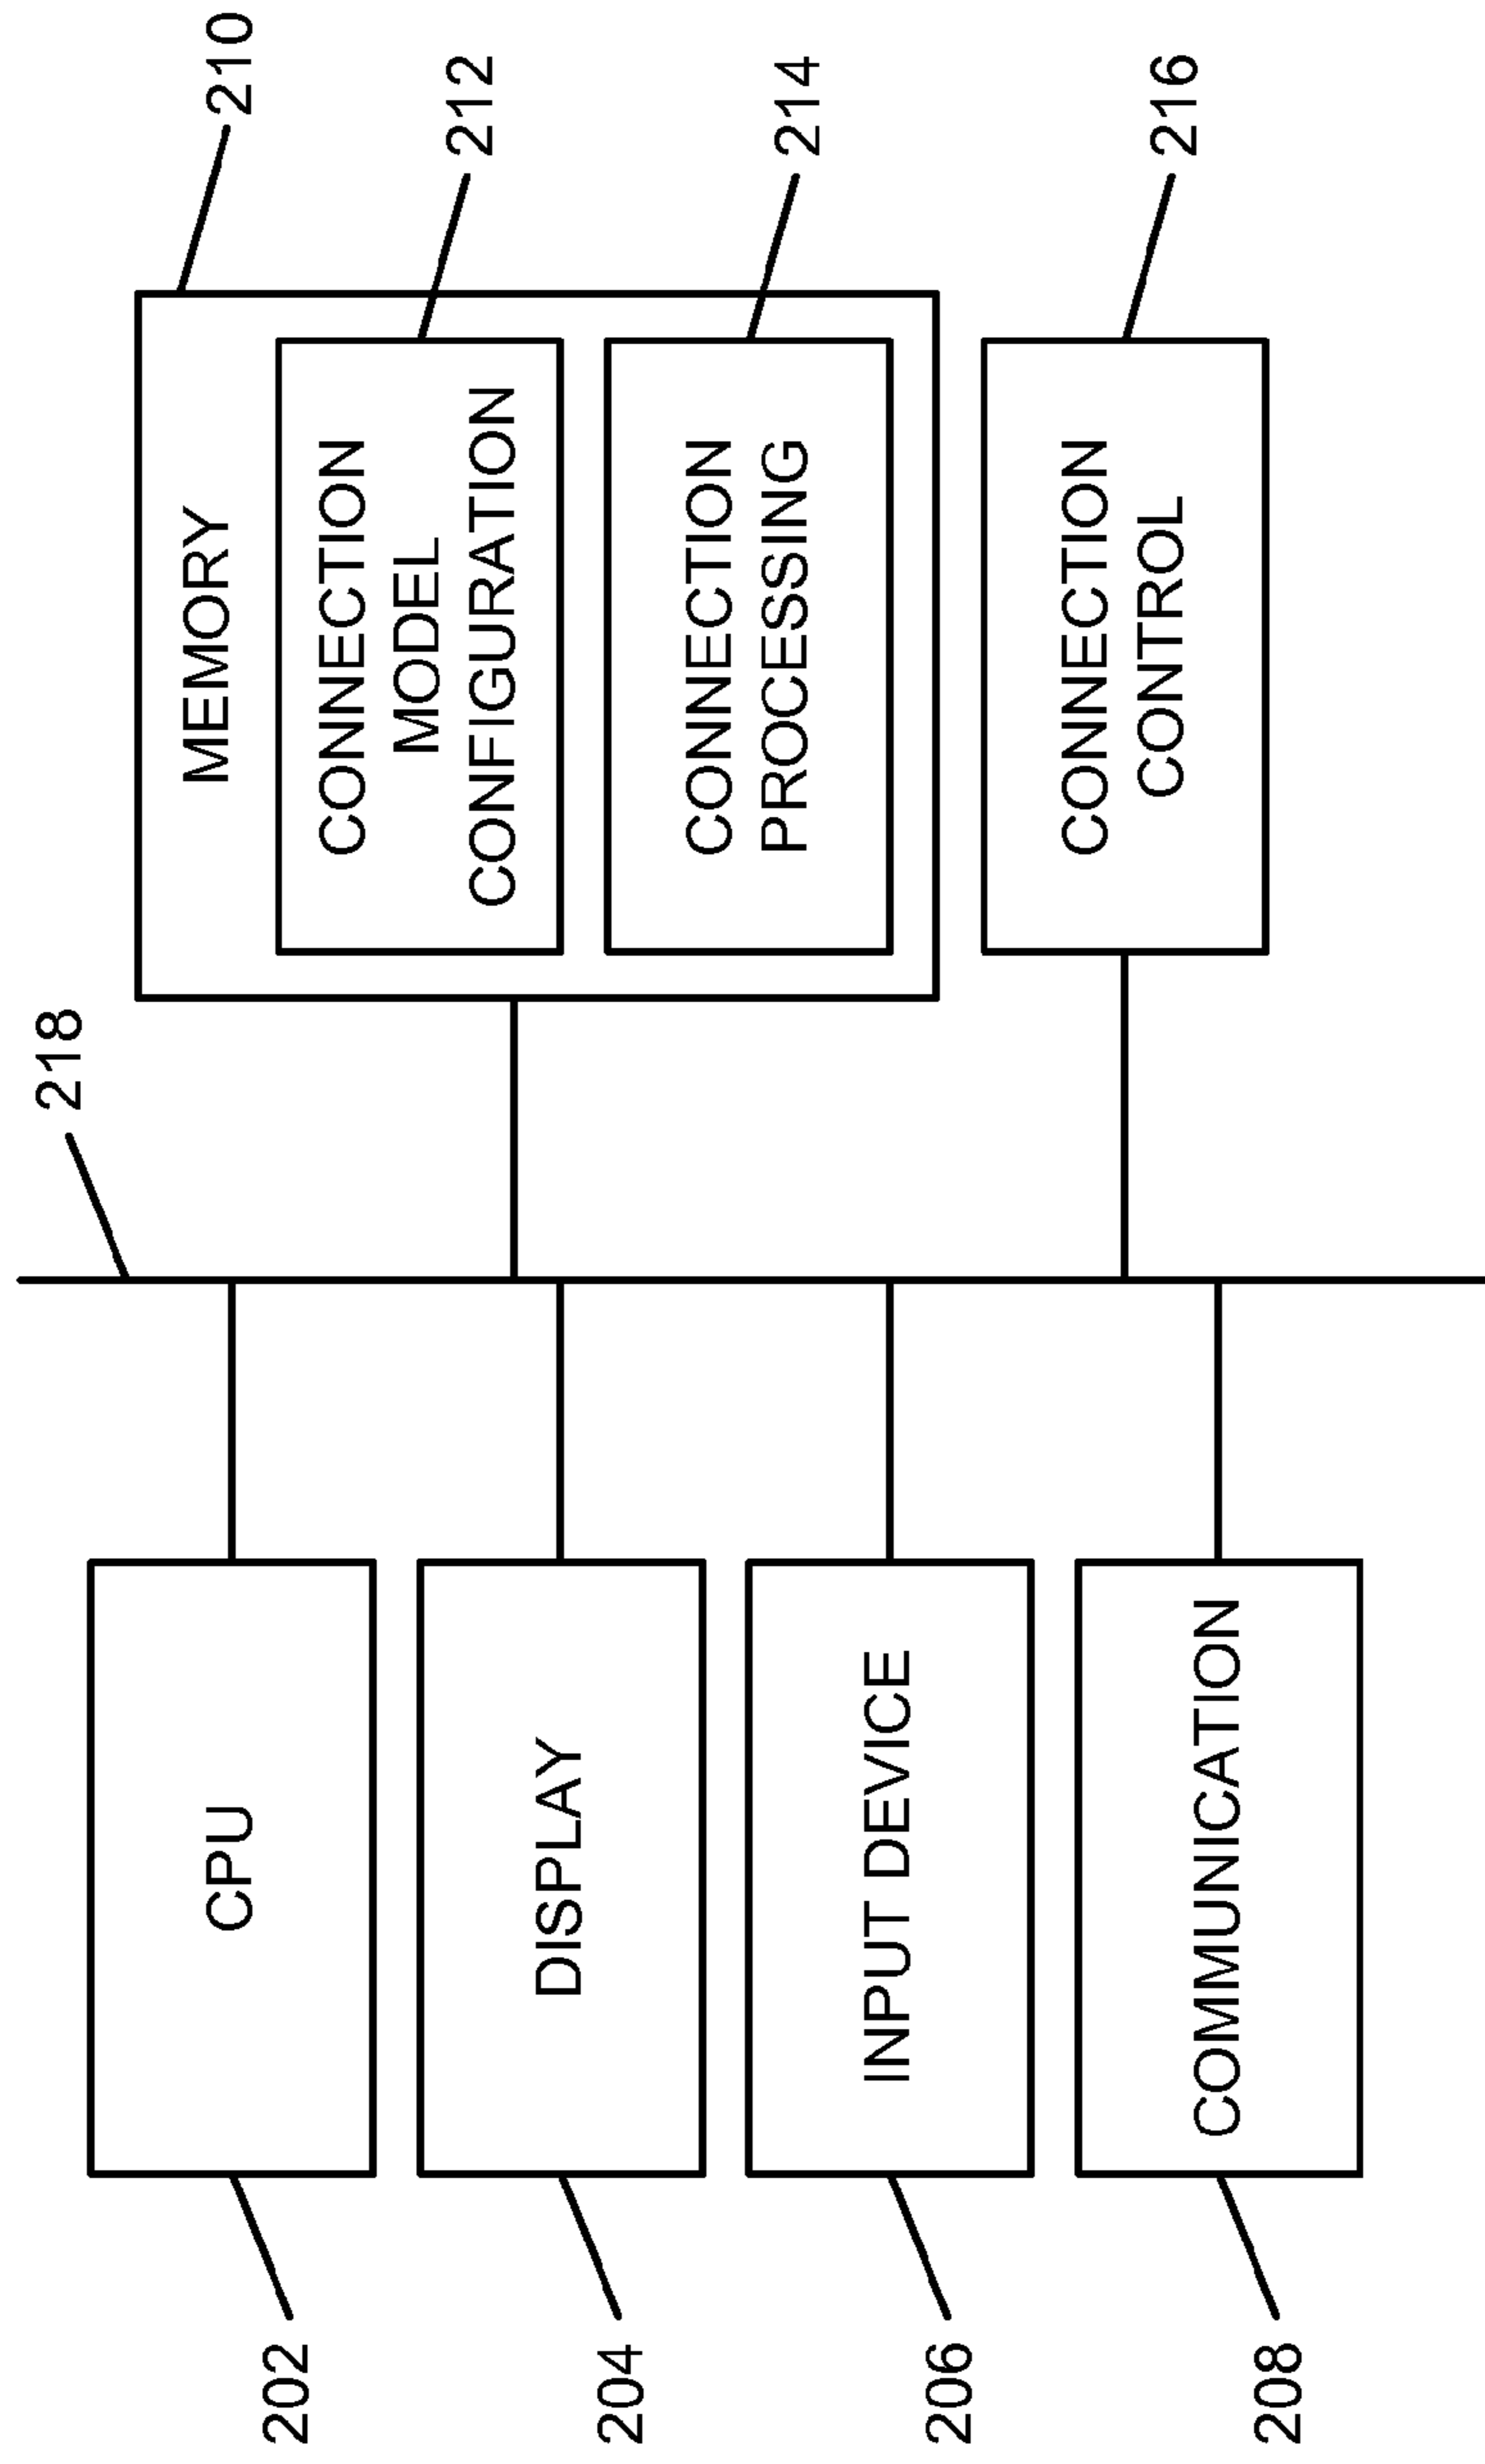 218
210
CPU
202
MEMORY
CONNECTION
MODEL
CONFIGURATION
212
DISPLAY
204
CONNECTION
PROCESSING
214
INPUT DEVICE
206
CONNECTION
CONTROL
216
COMMUNICATION
208